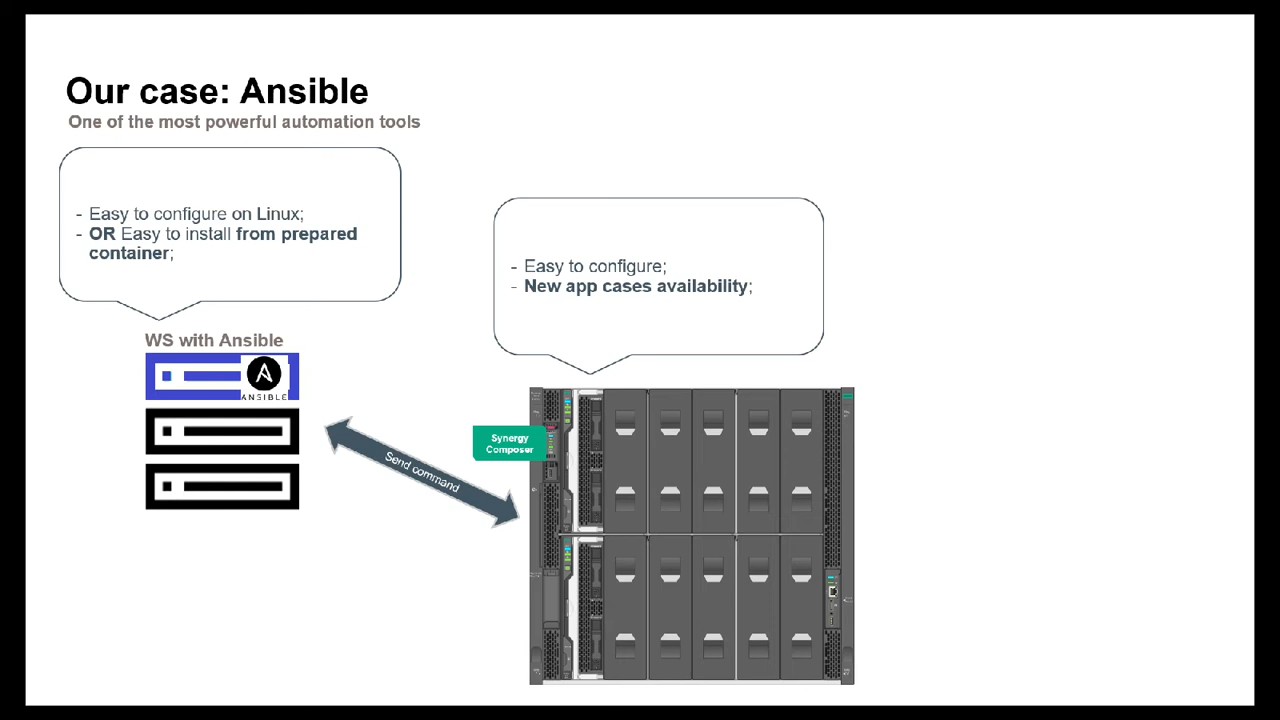 Our case: Ansible
One of the most powerful automation tools
- Easy to configure on Linux;
- OR Easy to install from prepared
container;
- Easy to configure;
- New app cases availability;
WS with Ansible
ANSIBLE
Send command
Synergy
Composer